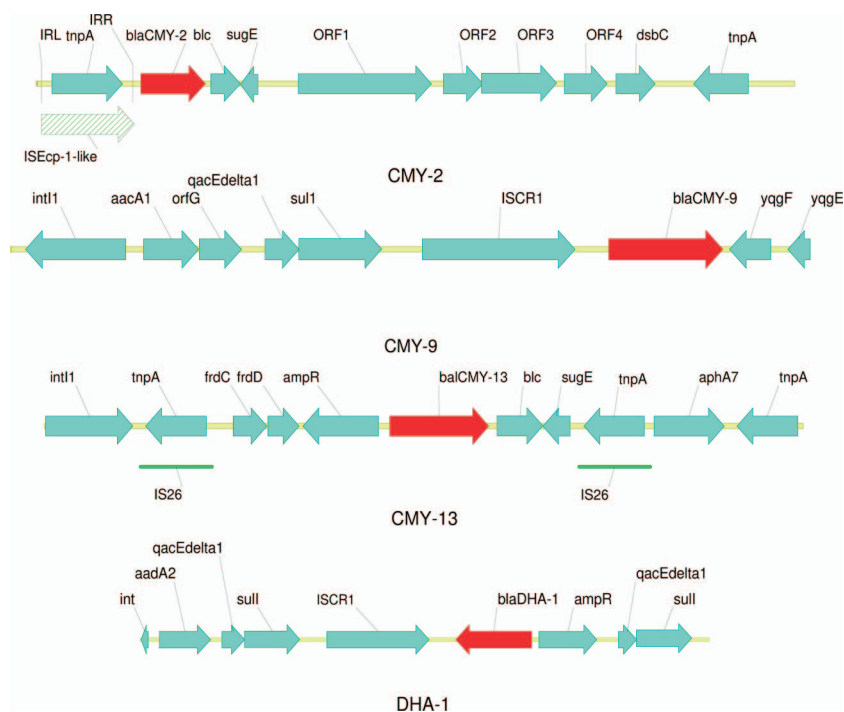 IRR
IRL tnpA blaCMY-2 blc sugE ORF1 ORF2 ORF3 ORF4 dsbC tnpA
ISEcp-1-like
CMY-2
qacEdelta1
intI1 aacA1 orfG sul1 ISCR1 blaCMY-9 yqgF yqgE
CMY-9
intI1 tnpA frdC frdD ampR balCMY-13 blc sugE tnpA aphA7 tnpA
IS26 IS26
CMY-13
qacEdelta1
aadA2 qacEdelta1
int sulI ISCR1 blaDHA-1 ampR sulI
DHA-1